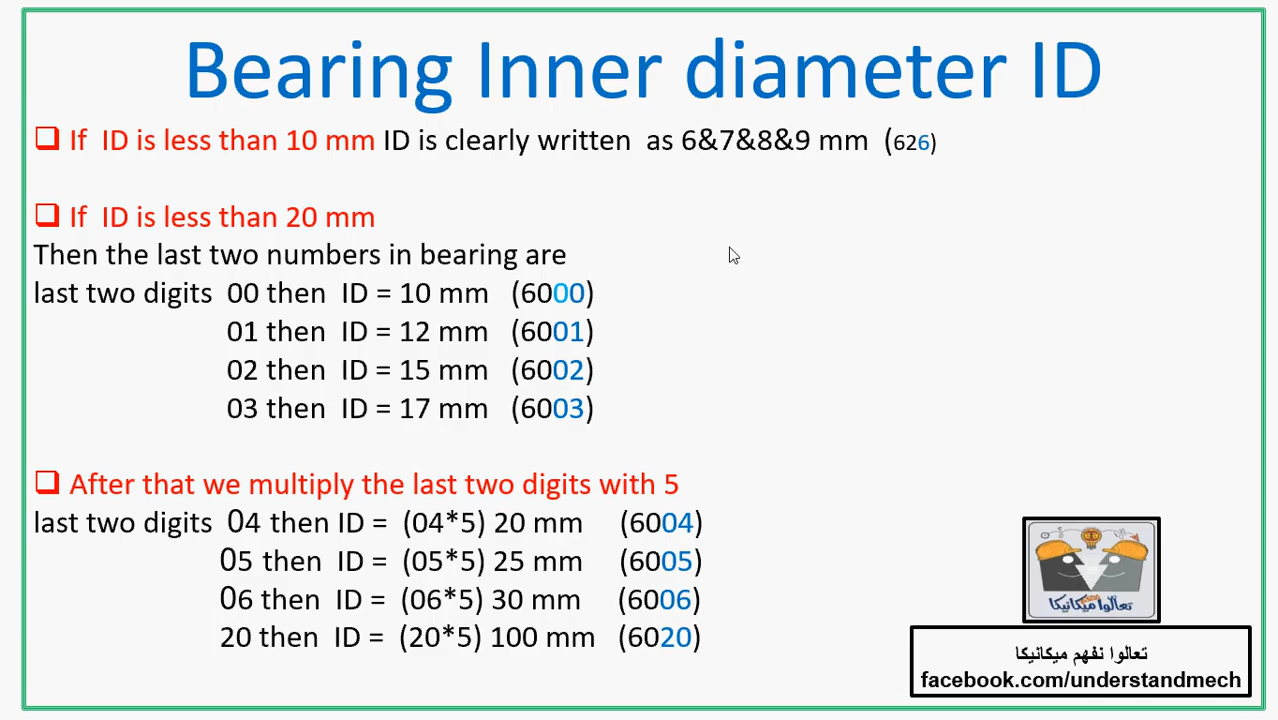 Bearing Inner diameter ID
If ID is less than 10 mm ID is clearly written as 6&7&8&9 mm (626)
If ID is less than 20 mm
Then the last two numbers in bearing are
last two digits 00 then ID = 10 mm (6000)
01 then ID = 12 mm (6001)
02 then ID = 15 mm (6002)
03 then ID = 17 mm (6003)
After that we multiply the last two digits with 5
last two digits 04 then ID = (04*5) 20 mm (6004)
05 then ID = (05*5) 25 mm (6005)
06 then ID = (06*5) 30 mm (6006)
20 then ID = (20*5) 100 mm (6020)
تعالوا نفهم ميكانيكا
تعالوا نفهم ميكانيكا
facebook.com/understandmech